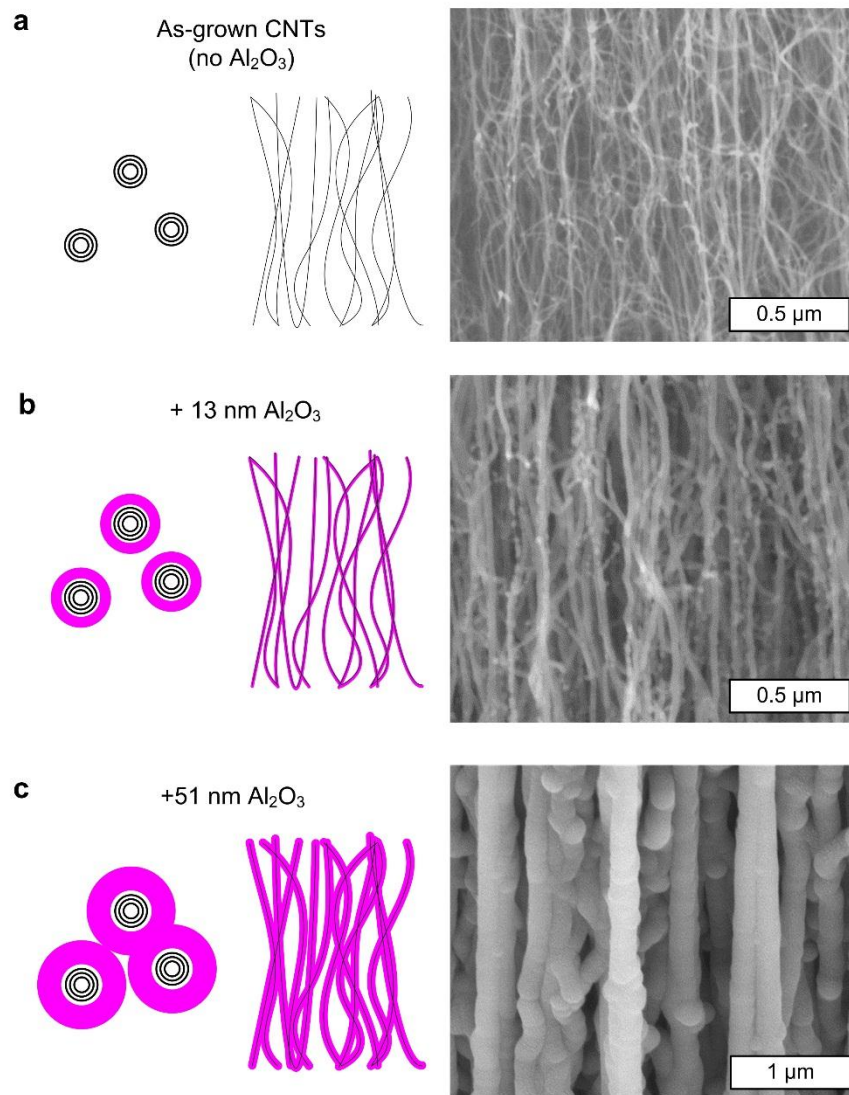 a
As-grown CNTs
(no Al₂O₃)
0.5 µm
b
+ 13 nm Al₂O₃
0.5 µm
c
+51 nm Al₂O₃
1 µm